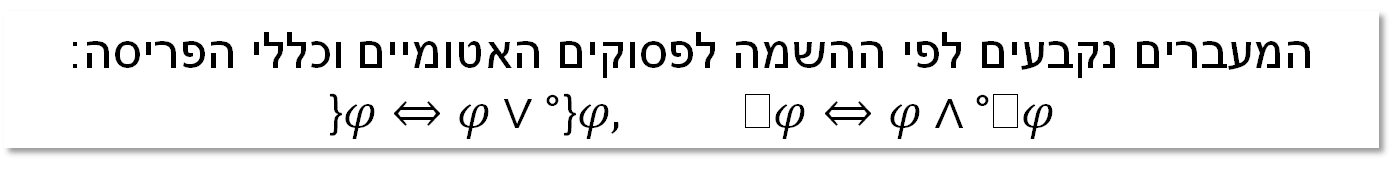 המעברים נקבעים לפי ההשמה לפסוקים האטומיים וכללי הפריסה:
}φ ⇔ φ ∨ °}φ, □φ ⇔ φ ∧ °□φ